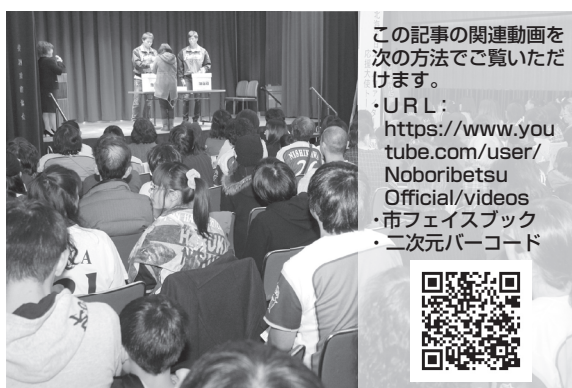 この記事の関連動画を
次の方法でご覧いただ
けます。
・URL：
https://www.you
tube.com/user/
Noboribetsu
Official/videos
・市フェイスブック
・二次元バーコード